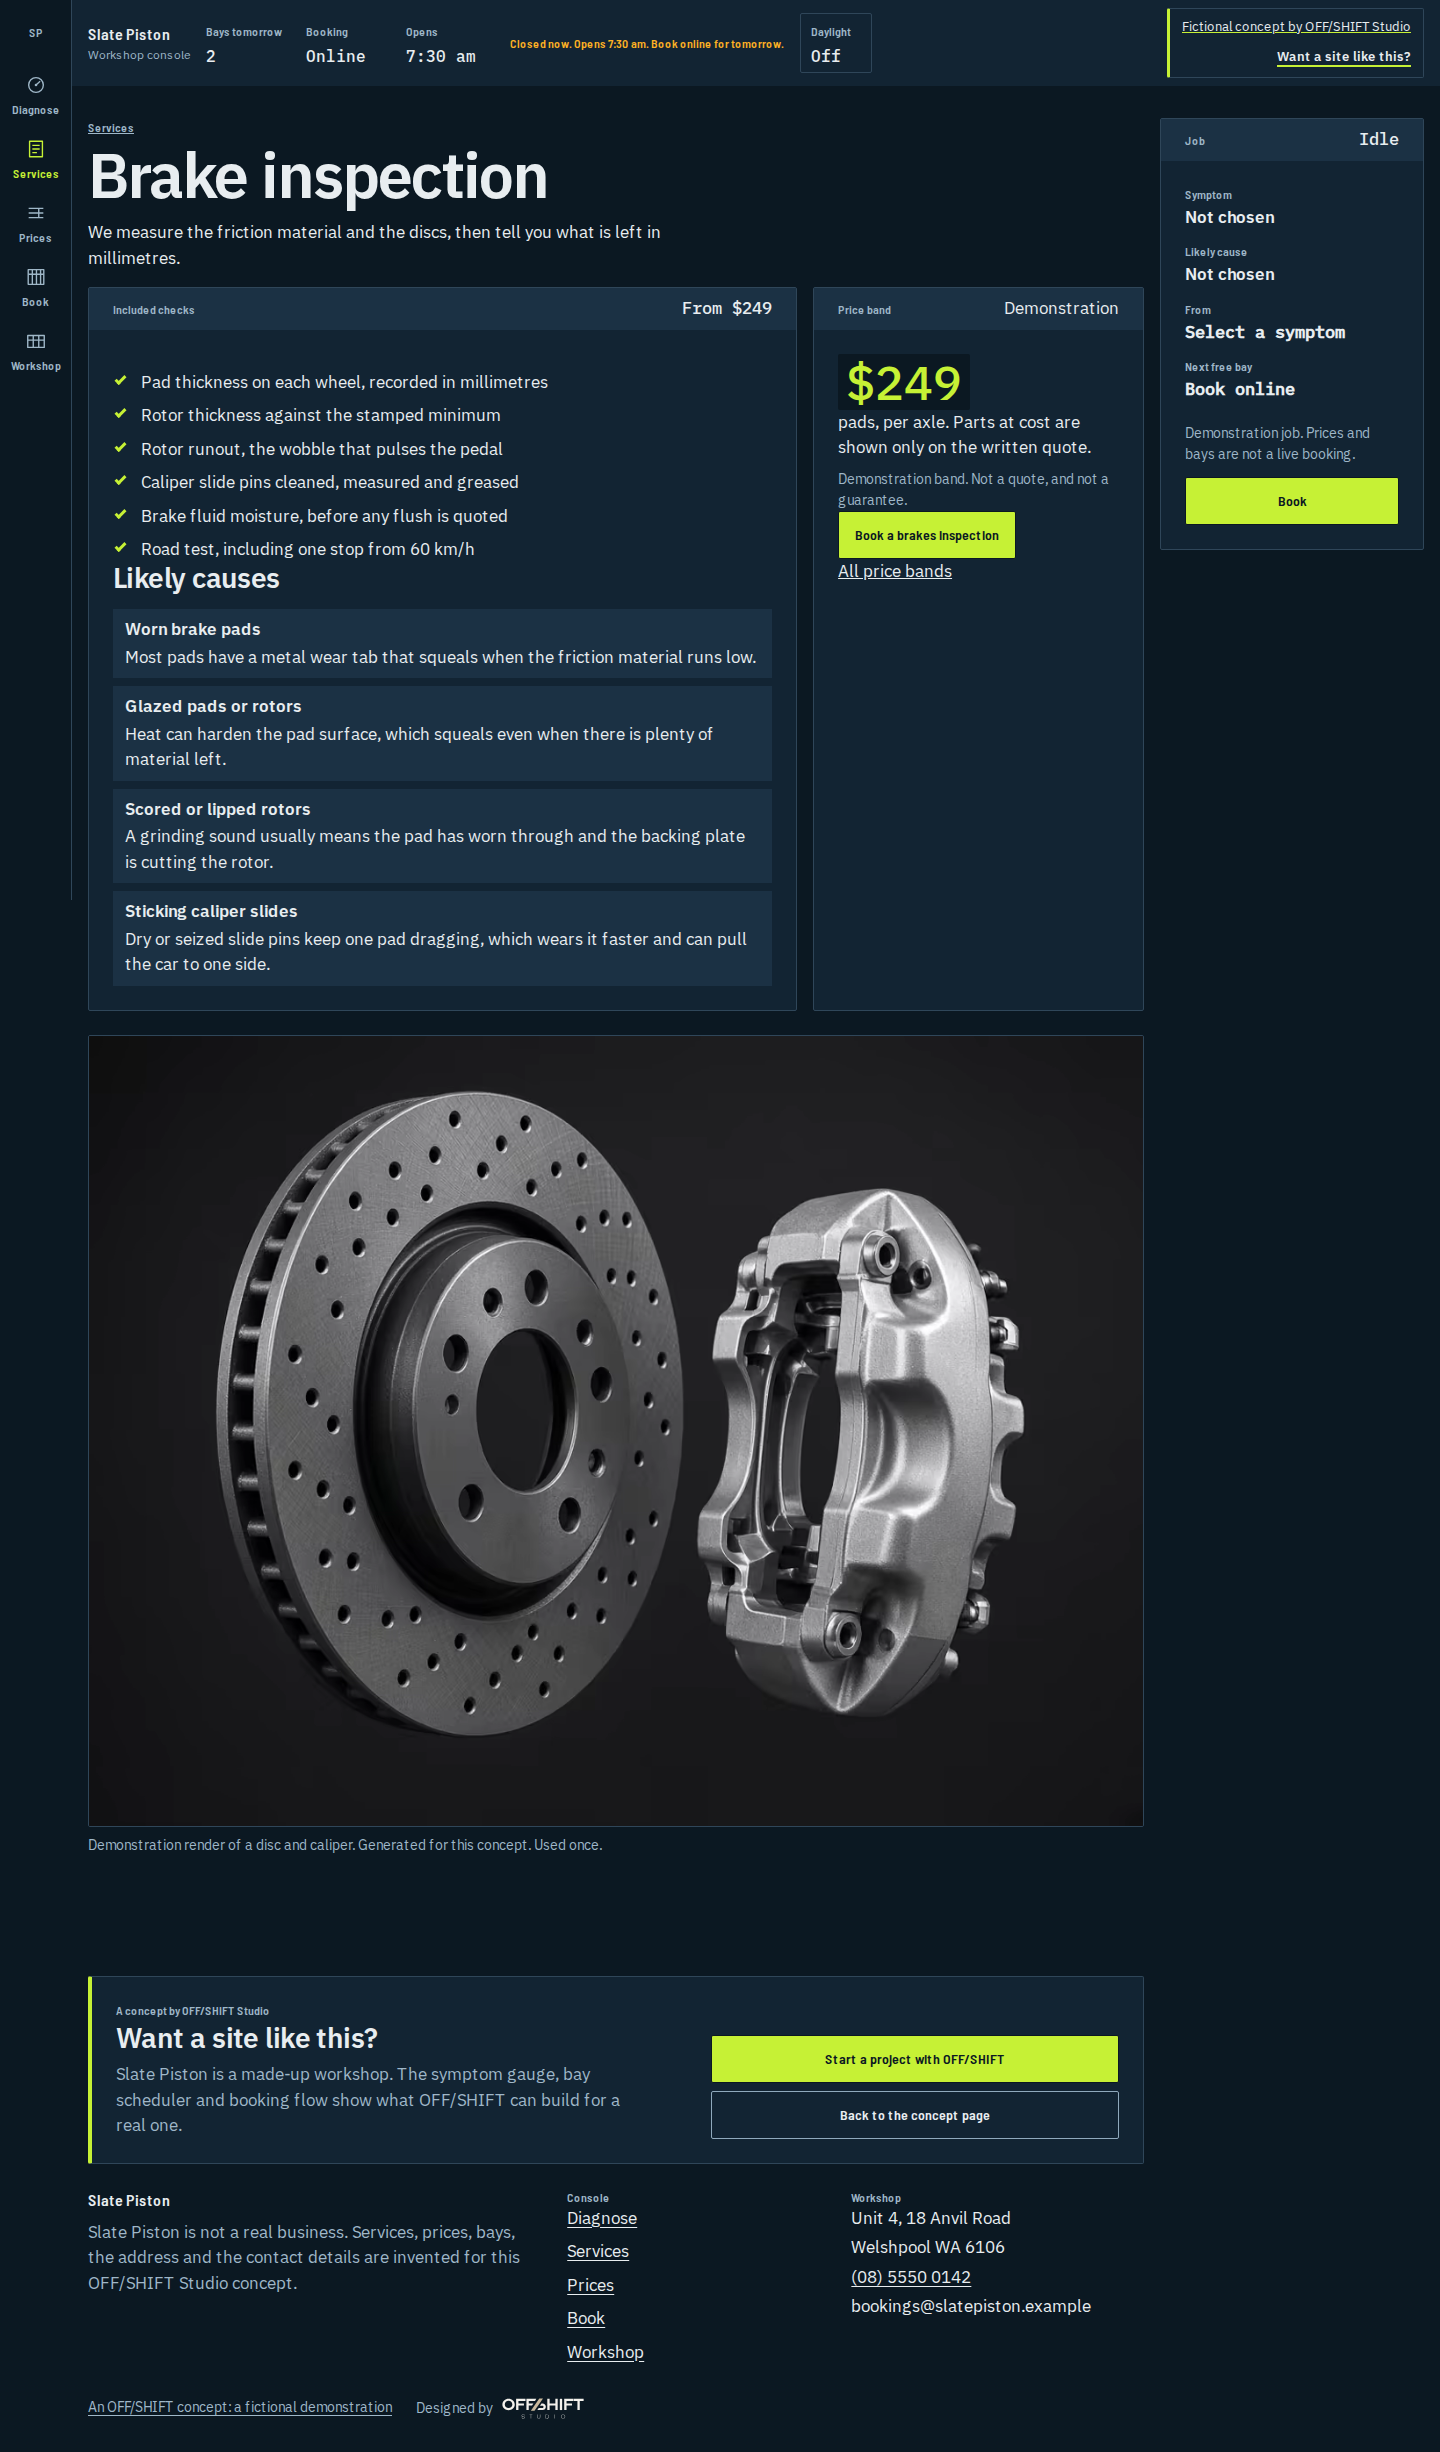 SP
Diagnose
Services
Prices
Book
Workshop
Slate Piston
Workshop console
Bays tomorrow
2
Booking
Online
Opens
7:30 am
Closed now. Opens 7:30 am. Book online for tomorrow.
Daylight
Off
Fictional concept by OFF/SHIFT Studio
Want a site like this?
Services
Brake inspection
We measure the friction material and the discs, then tell you what is left in
millimetres.
Included checks
From $249
Pad thickness on each wheel, recorded in millimetres
Rotor thickness against the stamped minimum
Rotor runout, the wobble that pulses the pedal
Caliper slide pins cleaned, measured and greased
Brake fluid moisture, before any flush is quoted
Road test, including one stop from 60 km/h
Likely causes
Worn brake pads
Most pads have a metal wear tab that squeals when the friction material runs low.
Glazed pads or rotors
Heat can harden the pad surface, which squeals even when there is plenty of
material left.
Scored or lipped rotors
A grinding sound usually means the pad has worn through and the backing plate
is cutting the rotor.
Sticking caliper slides
Dry or seized slide pins keep one pad dragging, which wears it faster and can pull
the car to one side.
Price band
Demonstration
$249
pads, per axle. Parts at cost are
shown only on the written quote.
Demonstration band. Not a quote, and not a
guarantee.
Book a brakes inspection
All price bands
Job
Idle
Symptom
Not chosen
Likely cause
Not chosen
From
Select a symptom
Next free bay
Book online
Demonstration job. Prices and
bays are not a live booking.
Book
Demonstration render of a disc and caliper. Generated for this concept. Used once.
A concept by OFF/SHIFT Studio
Want a site like this?
Slate Piston is a made-up workshop. The symptom gauge, bay
scheduler and booking flow show what OFF/SHIFT can build for a
real one.
Start a project with OFF/SHIFT
Back to the concept page
Slate Piston
Slate Piston is not a real business. Services, prices, bays,
the address and the contact details are invented for this
OFF/SHIFT Studio concept.
Console
Diagnose
Services
Prices
Book
Workshop
Workshop
Unit 4, 18 Anvil Road
Welshpool WA 6106
(08) 5550 0142
bookings@slatepiston.example
An OFF/SHIFT concept: a fictional demonstration
Designed by
OFF/SHIFT
STUDIO